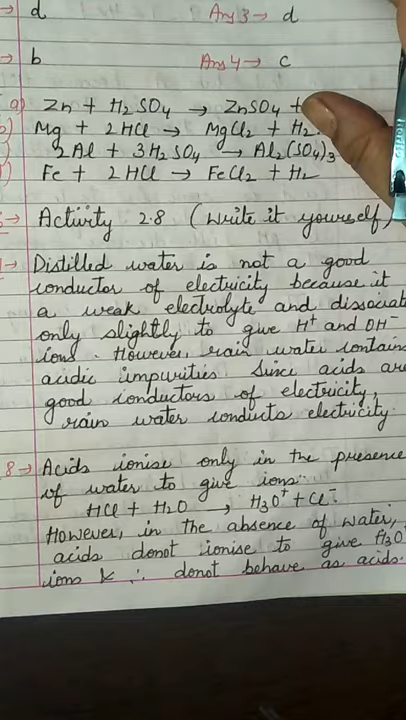 → d Ans 3 → d
→ b Ans 4 → c
a) Zn + H2SO4 → ZnSO4 +
Mg + 2HCl → MgCl2 + H2
2Al + 3H2SO4 → Al2(SO4)3
Fe + 2HCl → FeCl2 + H2
→ Activity 2.8 (Write it yourself)
→ Distilled water is not a good
conductor of electricity because it
a weak electrolyte and dissociat
only slightly to give H+ and OH-
ions. However, rain water contains
acidic impurities. Since acids are
good conductors of electricity,
rain water conducts electricity.
8 → Acids ionise only in the presence
of water to give ions:
HCl + H2O → H3O+ + Cl-.
However, in the absence of water,
acids donot ionise to give H3O
ions & ∴ donot behave as acids.